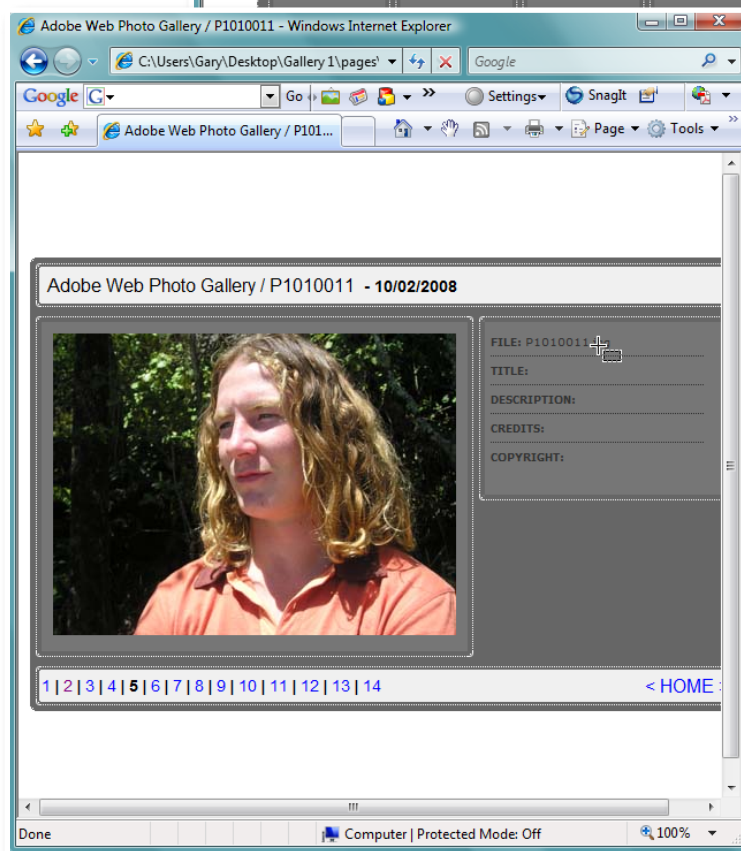 Adobe Web Photo Gallery / P1010011 - Windows Internet Explorer
C:\Users\Gary\Desktop\Gallery 1\pages\ Google
Google G Go » Settings SnagIt
Adobe Web Photo Gallery / P101... Page Tools »
Adobe Web Photo Gallery / P1010011 - 10/02/2008
FILE: P1010011
TITLE:
DESCRIPTION:
CREDITS:
COPYRIGHT:
1 | 2 | 3 | 4 | 5 | 6 | 7 | 8 | 9 | 10 | 11 | 12 | 13 | 14 < HOME >
Done Computer | Protected Mode: Off 100%